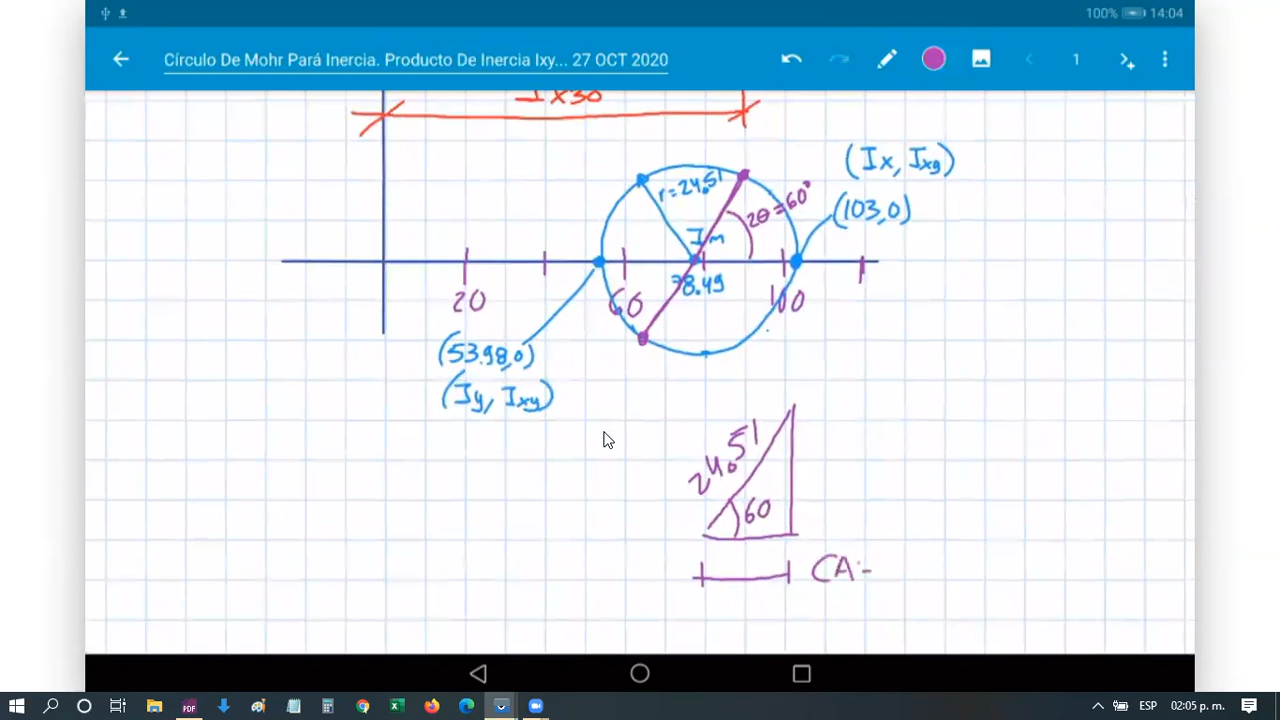 100% 14:04
Círculo De Mohr Pará Inercia. Producto De Inercia Ixy... 27 OCT 2020
1
Ix30
(Ix, Ixy)
r=24.51
2θ=60°
(103,0)
Im
78.49
20
60
100
(53.98,0)
(Iy, Ixy)
24.51
60
CA=
ESP 02:05 p. m.